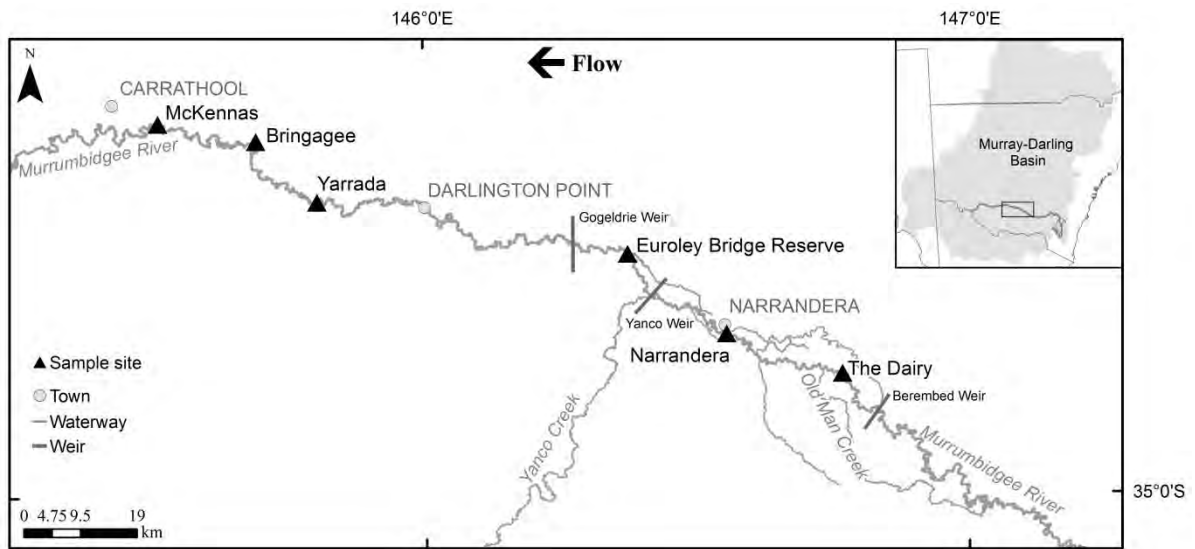 146°0'E
147°0'E
N
Flow
CARRATHOOL
McKennas
Bringagee
Murrumbidgee River
Yarrada
DARLINGTON POINT
Gogeldrie Weir
Euroley Bridge Reserve
Murray-Darling
Basin
NARRANDERA
Yanco Weir
Narrandera
The Dairy
Berembed Weir
Old Man Creek
Yanco Creek
Murrumbidgee River
Sample site
Town
Waterway
Weir
35°0'S
0 4.75 9.5 19
km